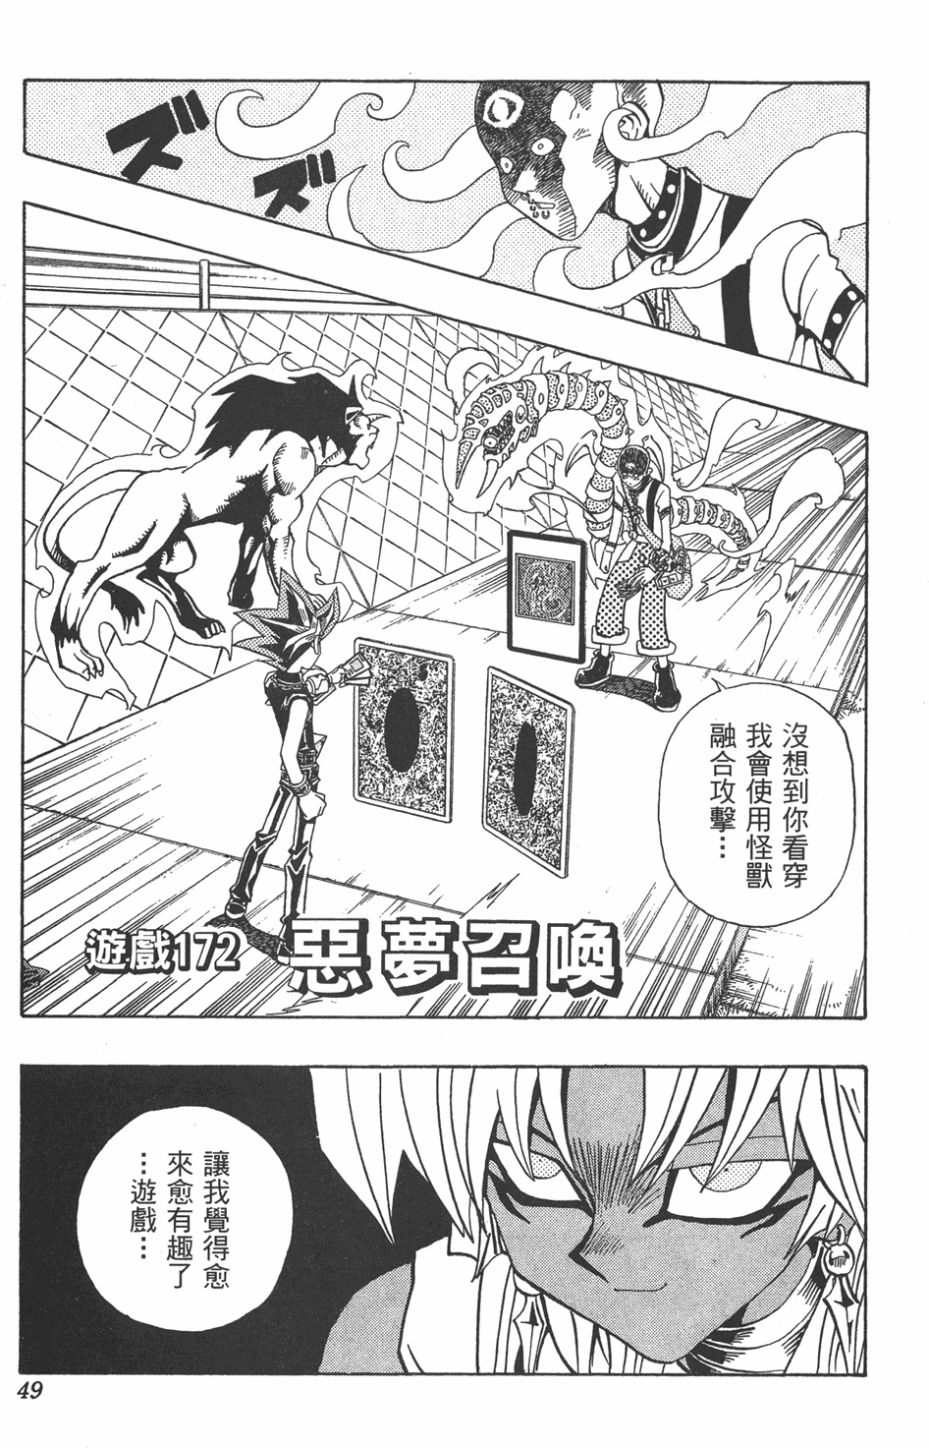 ズ
ズ
沒想到你看穿
我會使用怪獸
融合攻擊…
遊戲172
惡夢召喚
讓我覺得愈
來愈有趣了
…遊戲…
49